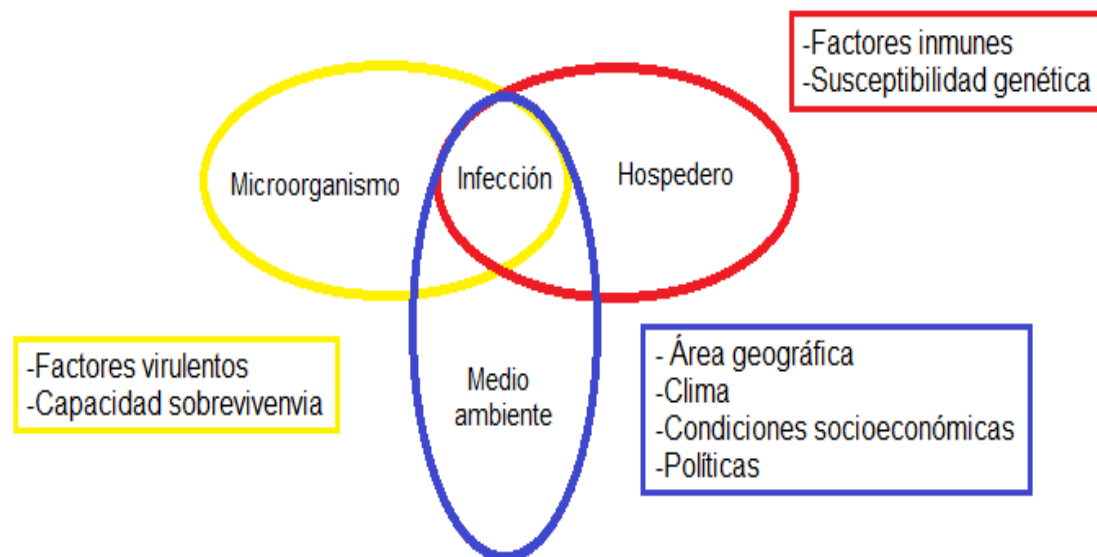 -Factores inmunes
-Susceptibilidad genética
Microorganismo
Infección
Hospedero
-Factores virulentos
-Capacidad sobrevivenvia
Medio
ambiente
- Área geográfica
-Clima
-Condiciones socioeconómicas
-Políticas